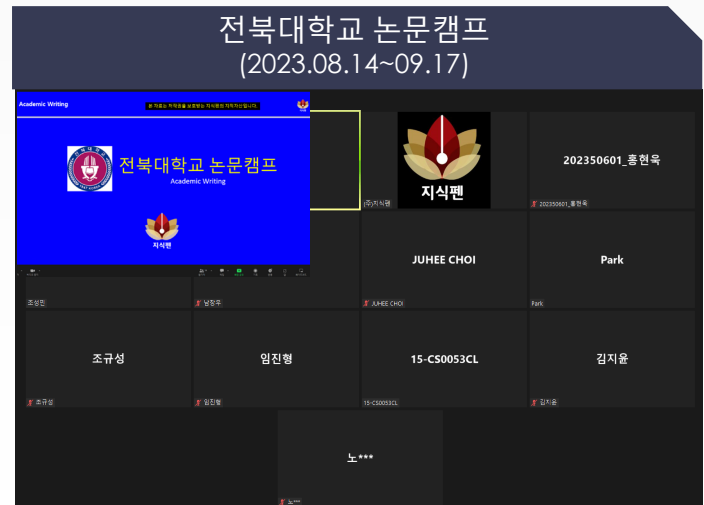 전북대학교 논문캠프
(2023.08.14~09.17)
Academic Writing
본 자료는 저작권을 보호받는 지식펜의 지적자산입니다.
전북대학교 논문캠프
Academic Writing
지식펜
지식펜
(주)지식펜
202350601_홍현욱
202350601_홍현욱
조성민
남정우
JUHEE CHOI
JUHEE CHOI
Park
Park
조규성
조규성
임진형
임진형
15-CS0053CL
15-CS0053CL
김지윤
김지윤
노***
노***